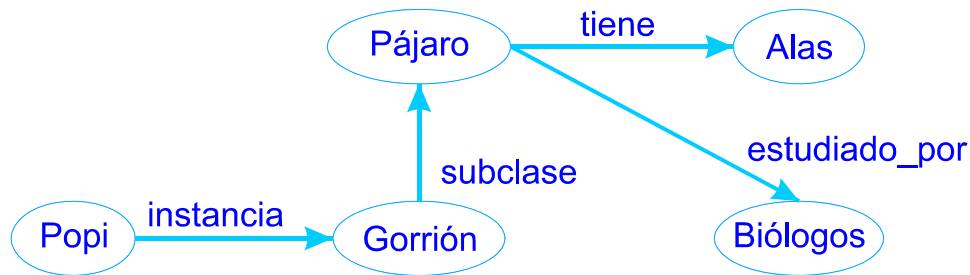 tiene
Pájaro
Alas
estudiado_por
subclase
instancia
Popi
Gorrión
Biólogos